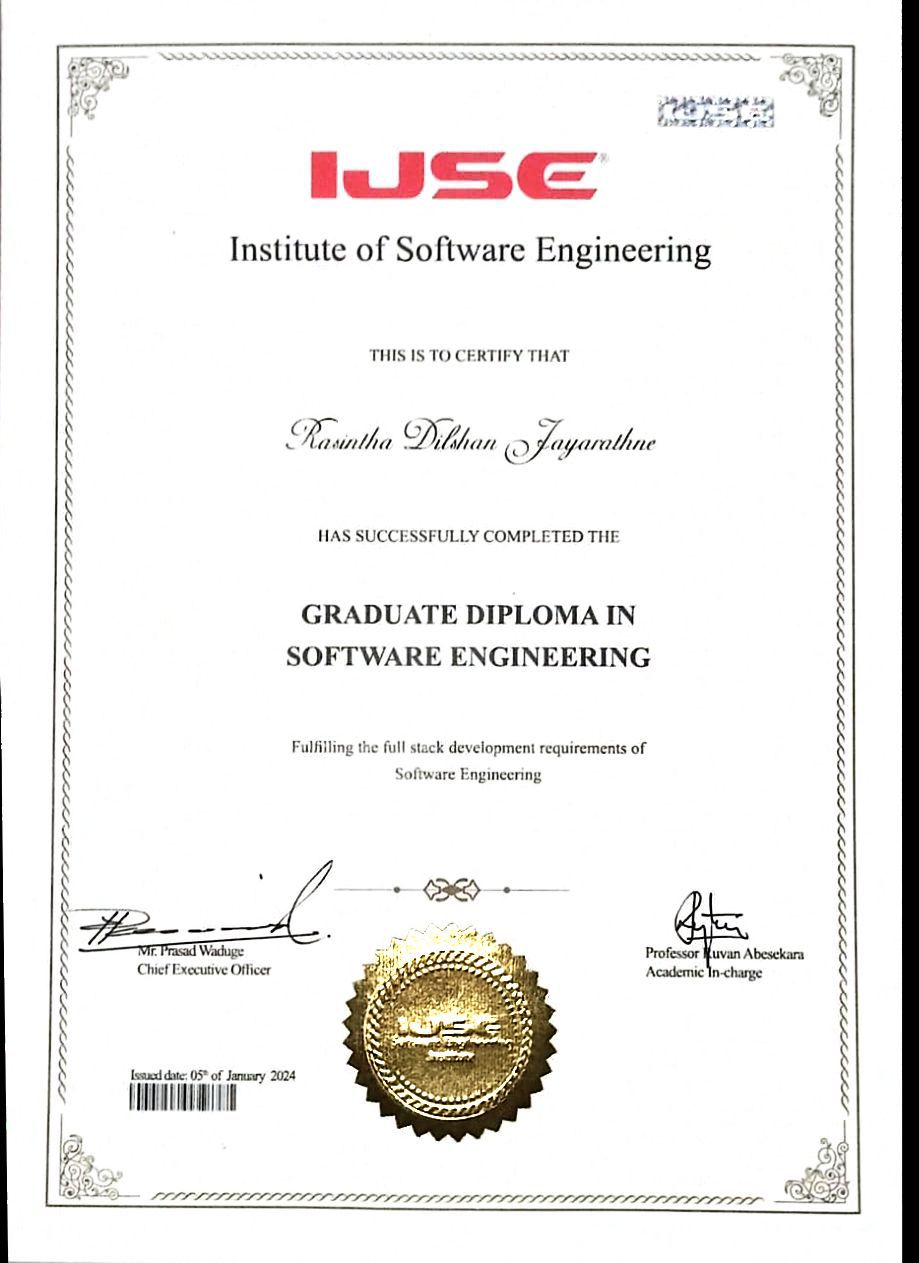 IJSE®
Institute of Software Engineering
THIS IS TO CERTIFY THAT
Rasintha Dilshan Jayarathne
HAS SUCCESSFULLY COMPLETED THE
GRADUATE DIPLOMA IN
SOFTWARE ENGINEERING
Fulfilling the full stack development requirements of
Software Engineering
Mr. Prasad Waduge
Chief Executive Officer
Professor Ruvan Abesekara
Academic In-charge
IJSE
Issued date: 05th of January 2024